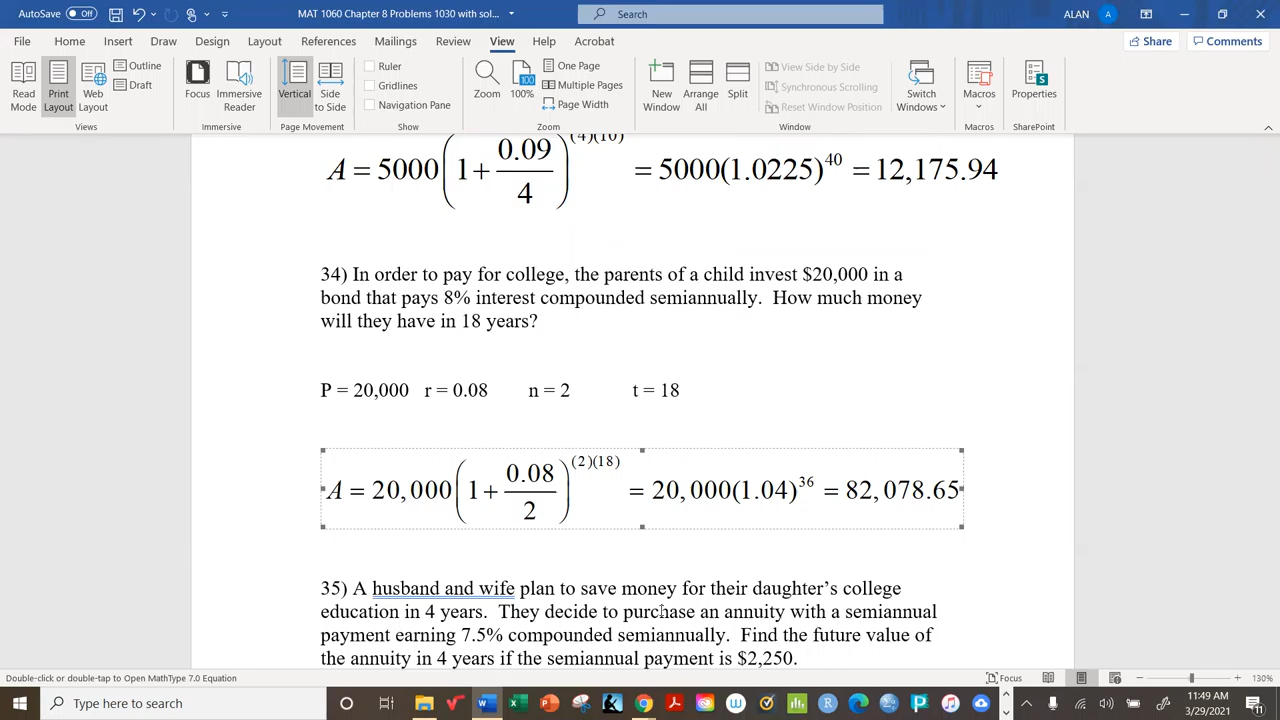 AutoSave Off MAT 1060 Chapter 8 Problems 1030 with sol... Search ALAN A
File Home Insert Draw Design Layout References Mailings Review View Help Acrobat Share Comments
Read Mode
Print Layout
Web Layout
Outline
Draft
Views
Focus
Immersive Reader
Immersive
Vertical
Side to Side
Page Movement
Ruler
Gridlines
Navigation Pane
Show
Zoom
100
100%
One Page
Multiple Pages
Page Width
Zoom
New Window
Arrange All
Split
View Side by Side
Synchronous Scrolling
Reset Window Position
Window
Switch Windows
Macros
Macros
Properties
SharePoint
A = 5000(1 + 0.09/4)^(4)(10) = 5000(1.0225)^40 = 12,175.94
34) In order to pay for college, the parents of a child invest $20,000 in a
bond that pays 8% interest compounded semiannually. How much money
will they have in 18 years?
P = 20,000 r = 0.08 n = 2 t = 18
A = 20,000(1 + 0.08/2)^(2)(18) = 20,000(1.04)^36 = 82,078.65
35) A husband and wife plan to save money for their daughter’s college
education in 4 years. They decide to purchase an annuity with a semiannual
payment earning 7.5% compounded semiannually. Find the future value of
the annuity in 4 years if the semiannual payment is $2,250.
Double-click or double-tap to Open MathType 7.0 Equation Focus 130%
Type here to search
11:49 AM
3/29/2021